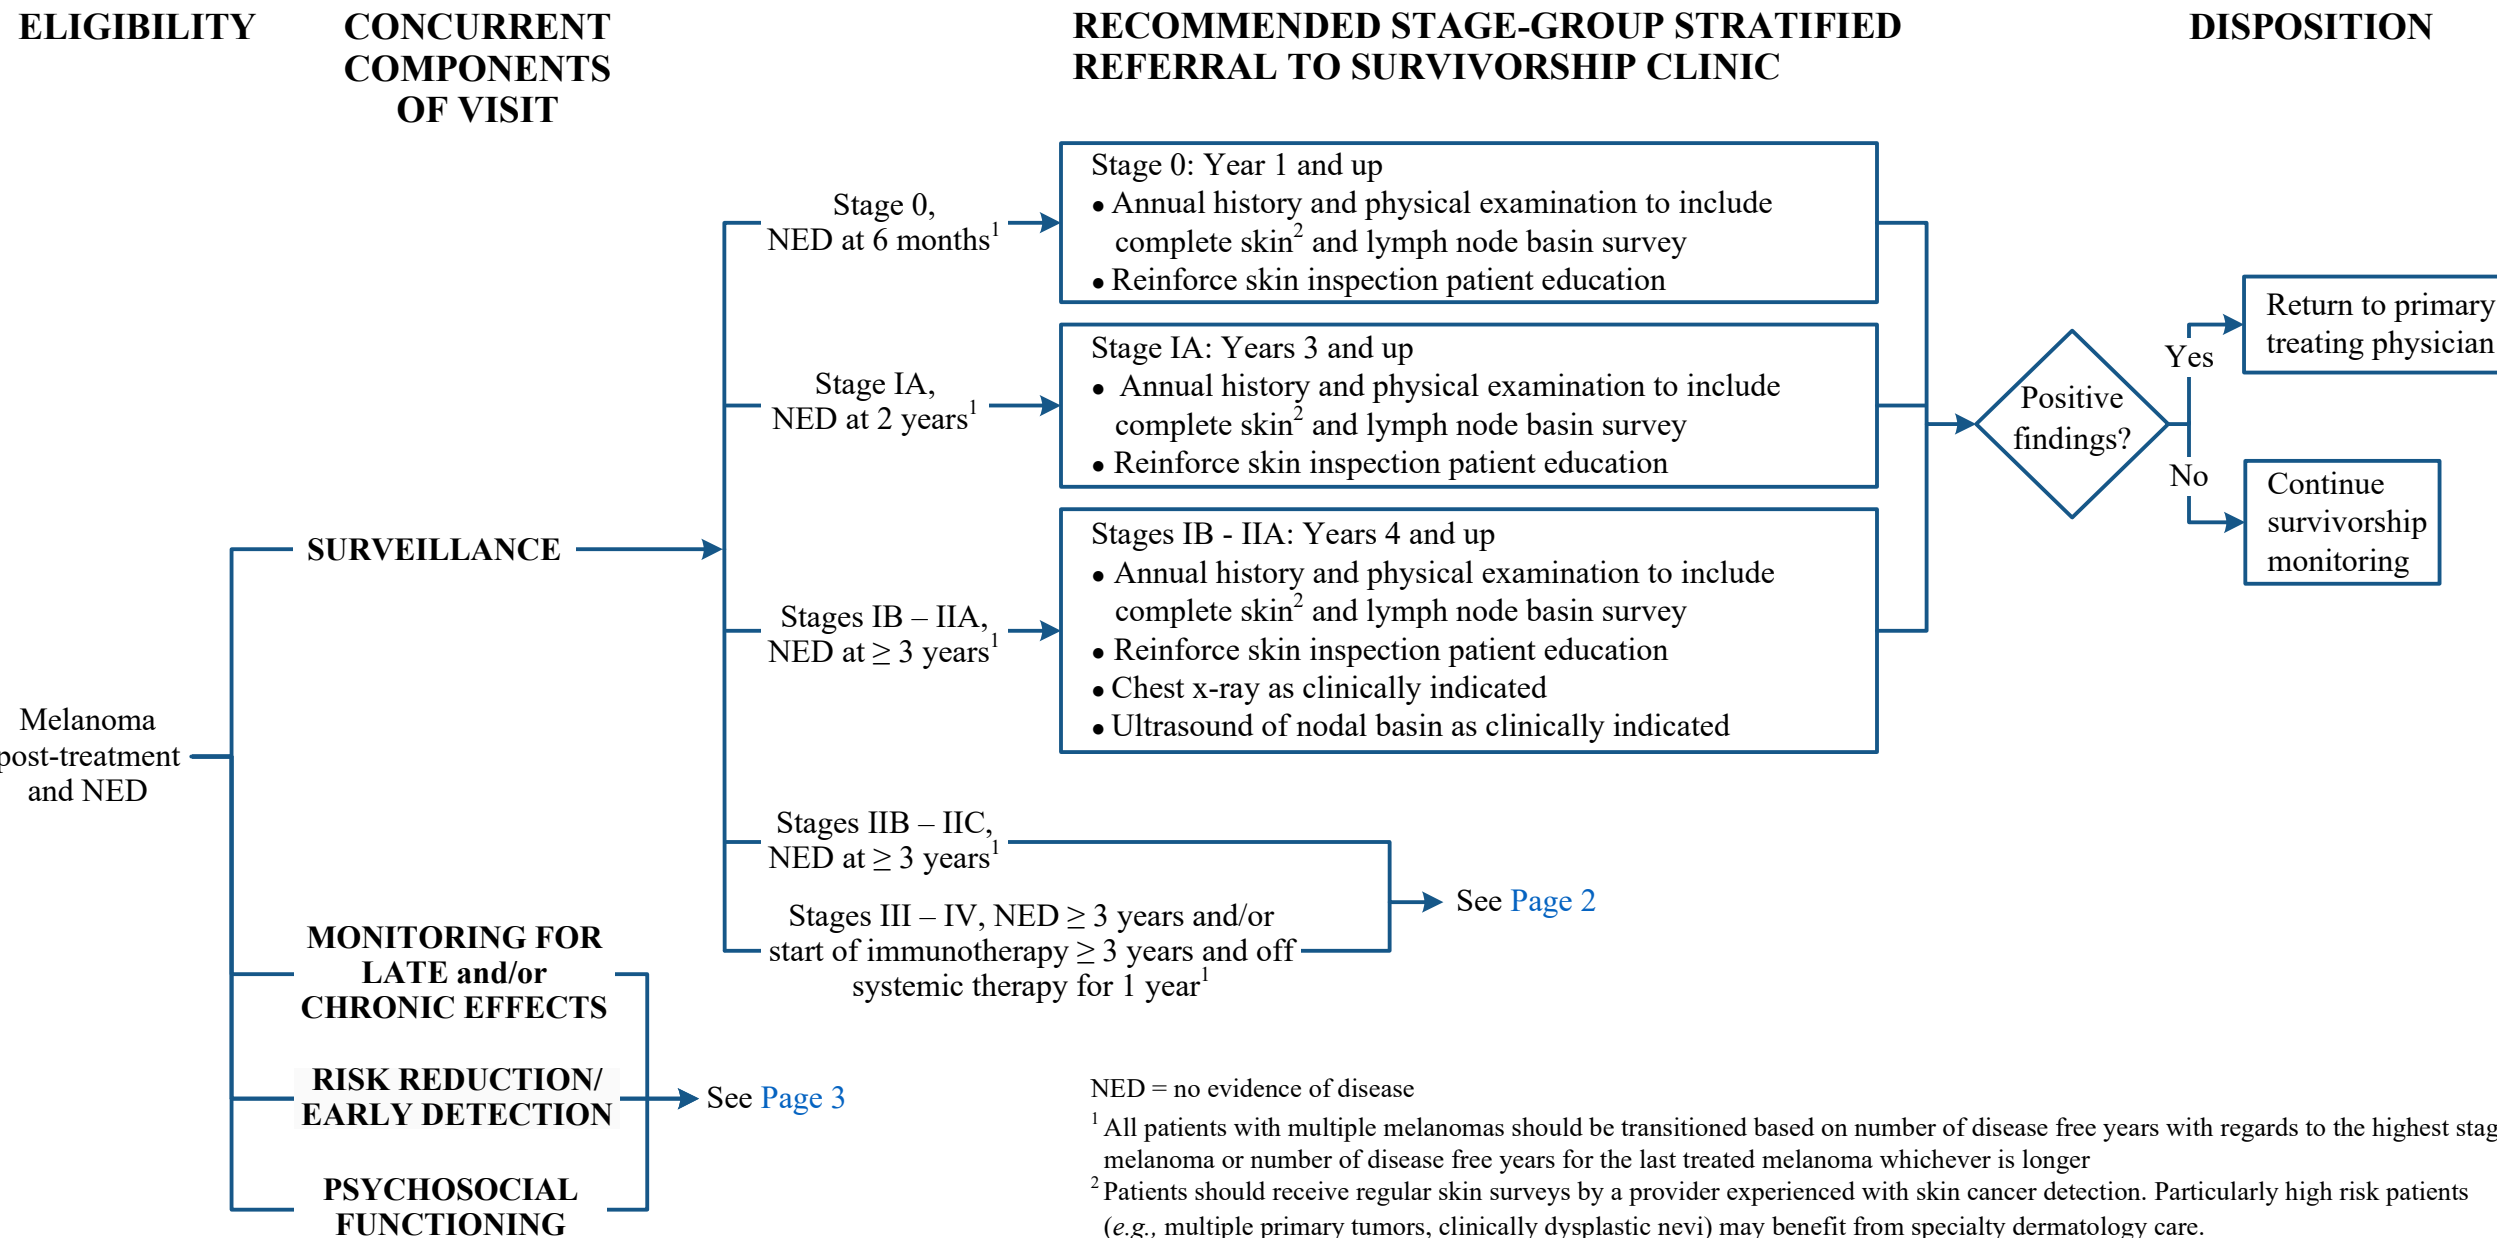 ELIGIBILITY
CONCURRENT
COMPONENTS
OF VISIT
RECOMMENDED STAGE-GROUP STRATIFIED
REFERRAL TO SURVIVORSHIP CLINIC
DISPOSITION
Melanoma
post-treatment
and NED
SURVEILLANCE
Stage 0,
NED at 6 months¹
Stage 0: Year 1 and up
• Annual history and physical examination to include
complete skin² and lymph node basin survey
• Reinforce skin inspection patient education
Stage IA,
NED at 2 years¹
Stage IA: Years 3 and up
• Annual history and physical examination to include
complete skin² and lymph node basin survey
• Reinforce skin inspection patient education
Stages IB – IIA,
NED at ≥ 3 years¹
Stages IB - IIA: Years 4 and up
• Annual history and physical examination to include
complete skin² and lymph node basin survey
• Reinforce skin inspection patient education
• Chest x-ray as clinically indicated
• Ultrasound of nodal basin as clinically indicated
Positive
findings?
Yes
Return to primary
treating physician
No
Continue
survivorship
monitoring
Stages IIB – IIC,
NED at ≥ 3 years¹
Stages III – IV, NED ≥ 3 years and/or
start of immunotherapy ≥ 3 years and off
systemic therapy for 1 year¹
See Page 2
MONITORING FOR
LATE and/or
CHRONIC EFFECTS
RISK REDUCTION/
EARLY DETECTION
PSYCHOSOCIAL
FUNCTIONING
See Page 3
NED = no evidence of disease
¹ All patients with multiple melanomas should be transitioned based on number of disease free years with regards to the highest stag
melanoma or number of disease free years for the last treated melanoma whichever is longer
² Patients should receive regular skin surveys by a provider experienced with skin cancer detection. Particularly high risk patients
(e.g., multiple primary tumors, clinically dysplastic nevi) may benefit from specialty dermatology care.